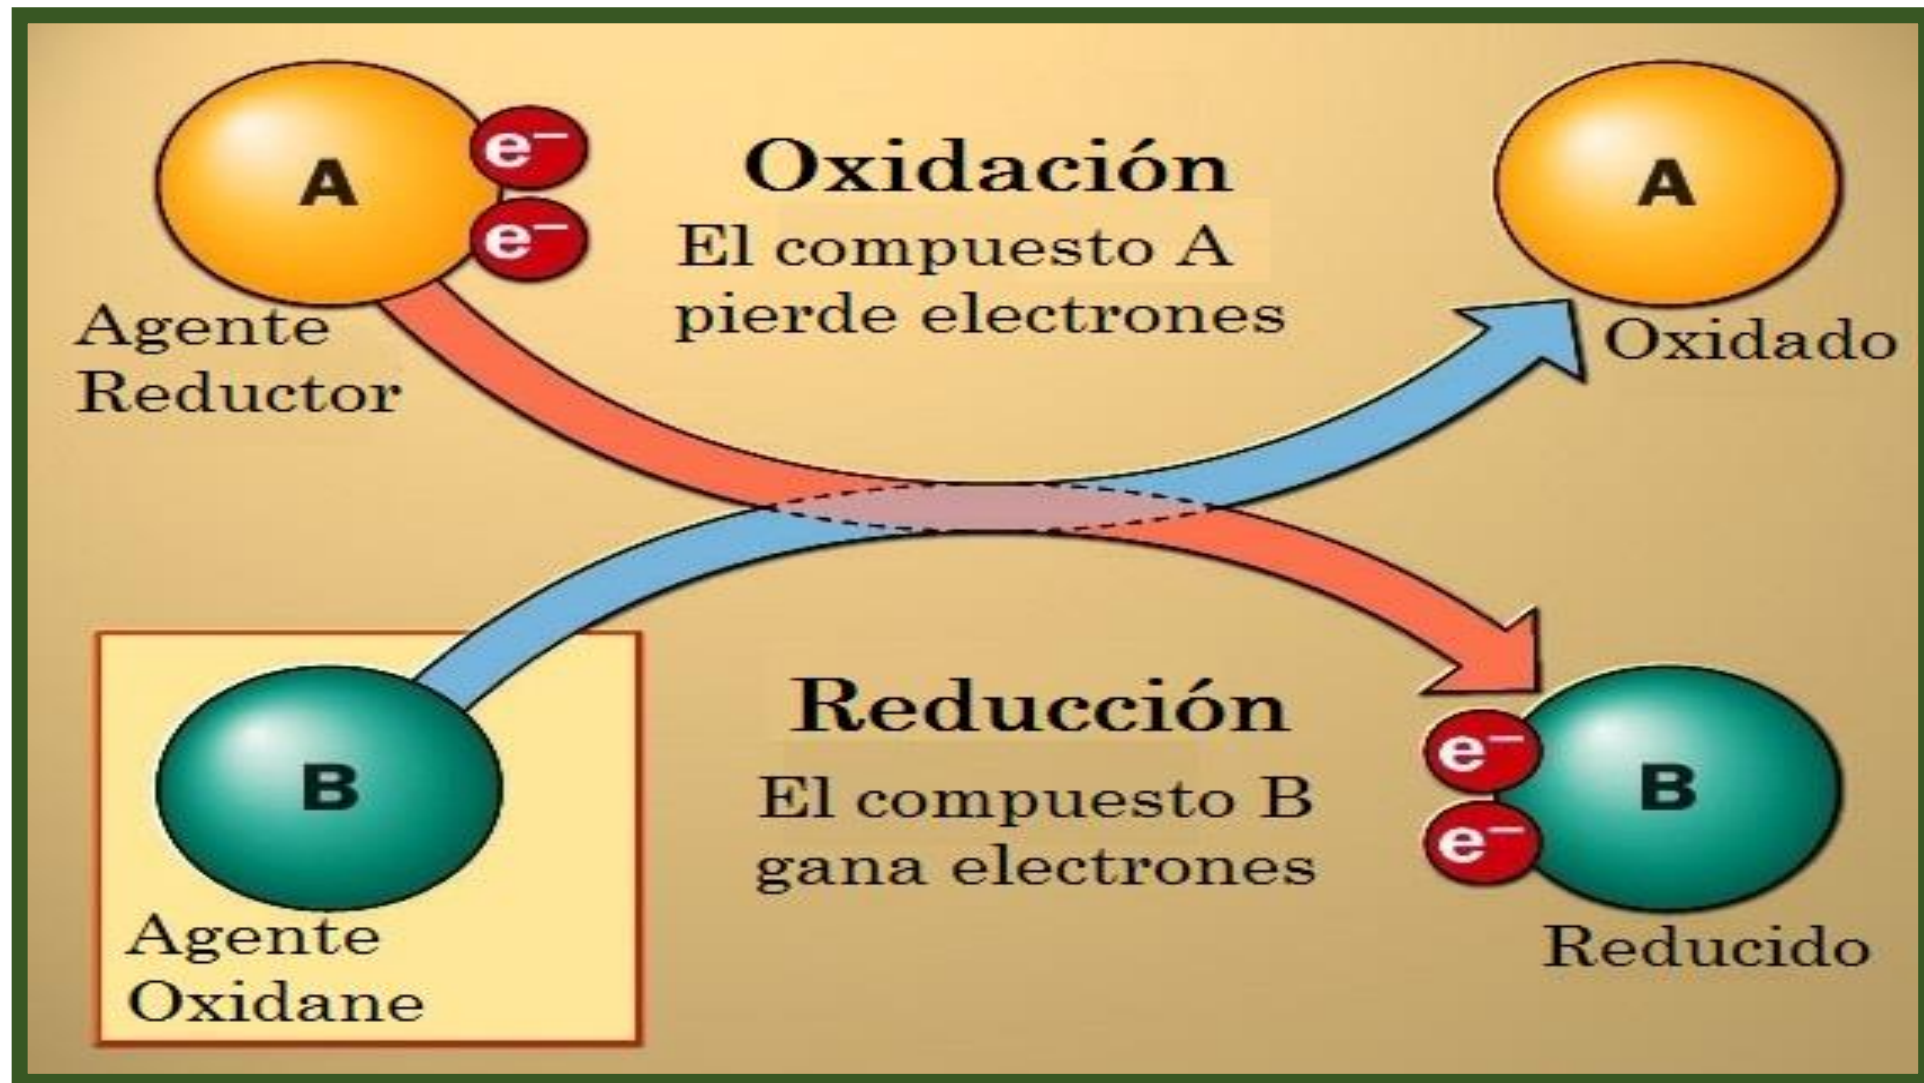 A
e⁻
e⁻
Agente
Reductor
Oxidación
El compuesto A
pierde electrones
A
Oxidado
B
Agente
Oxidane
Reducción
El compuesto B
gana electrones
e⁻
e⁻
B
Reducido